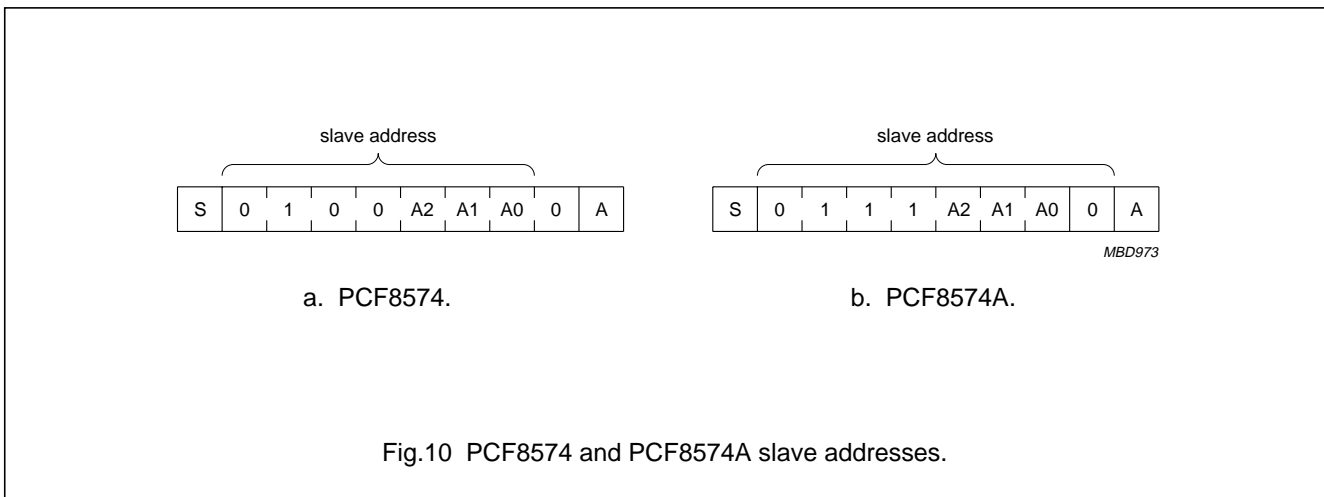 slave address
S 0 1 0 0 A2 A1 A0 0 A
a. PCF8574.
slave address
S 0 1 1 1 A2 A1 A0 0 A
MBD973
b. PCF8574A.
Fig.10 PCF8574 and PCF8574A slave addresses.